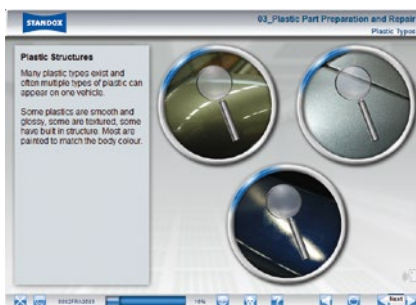 STANDOX
03_Plastic Part Preparation and Repair
Plastic Types
Plastic Structures
Many plastic types exist and
often multiple types of plastic can
appear on one vehicle.
Some plastics are smooth and
glossy, some are textured, some
have built in structure. Most are
painted to match the body colour.
Next